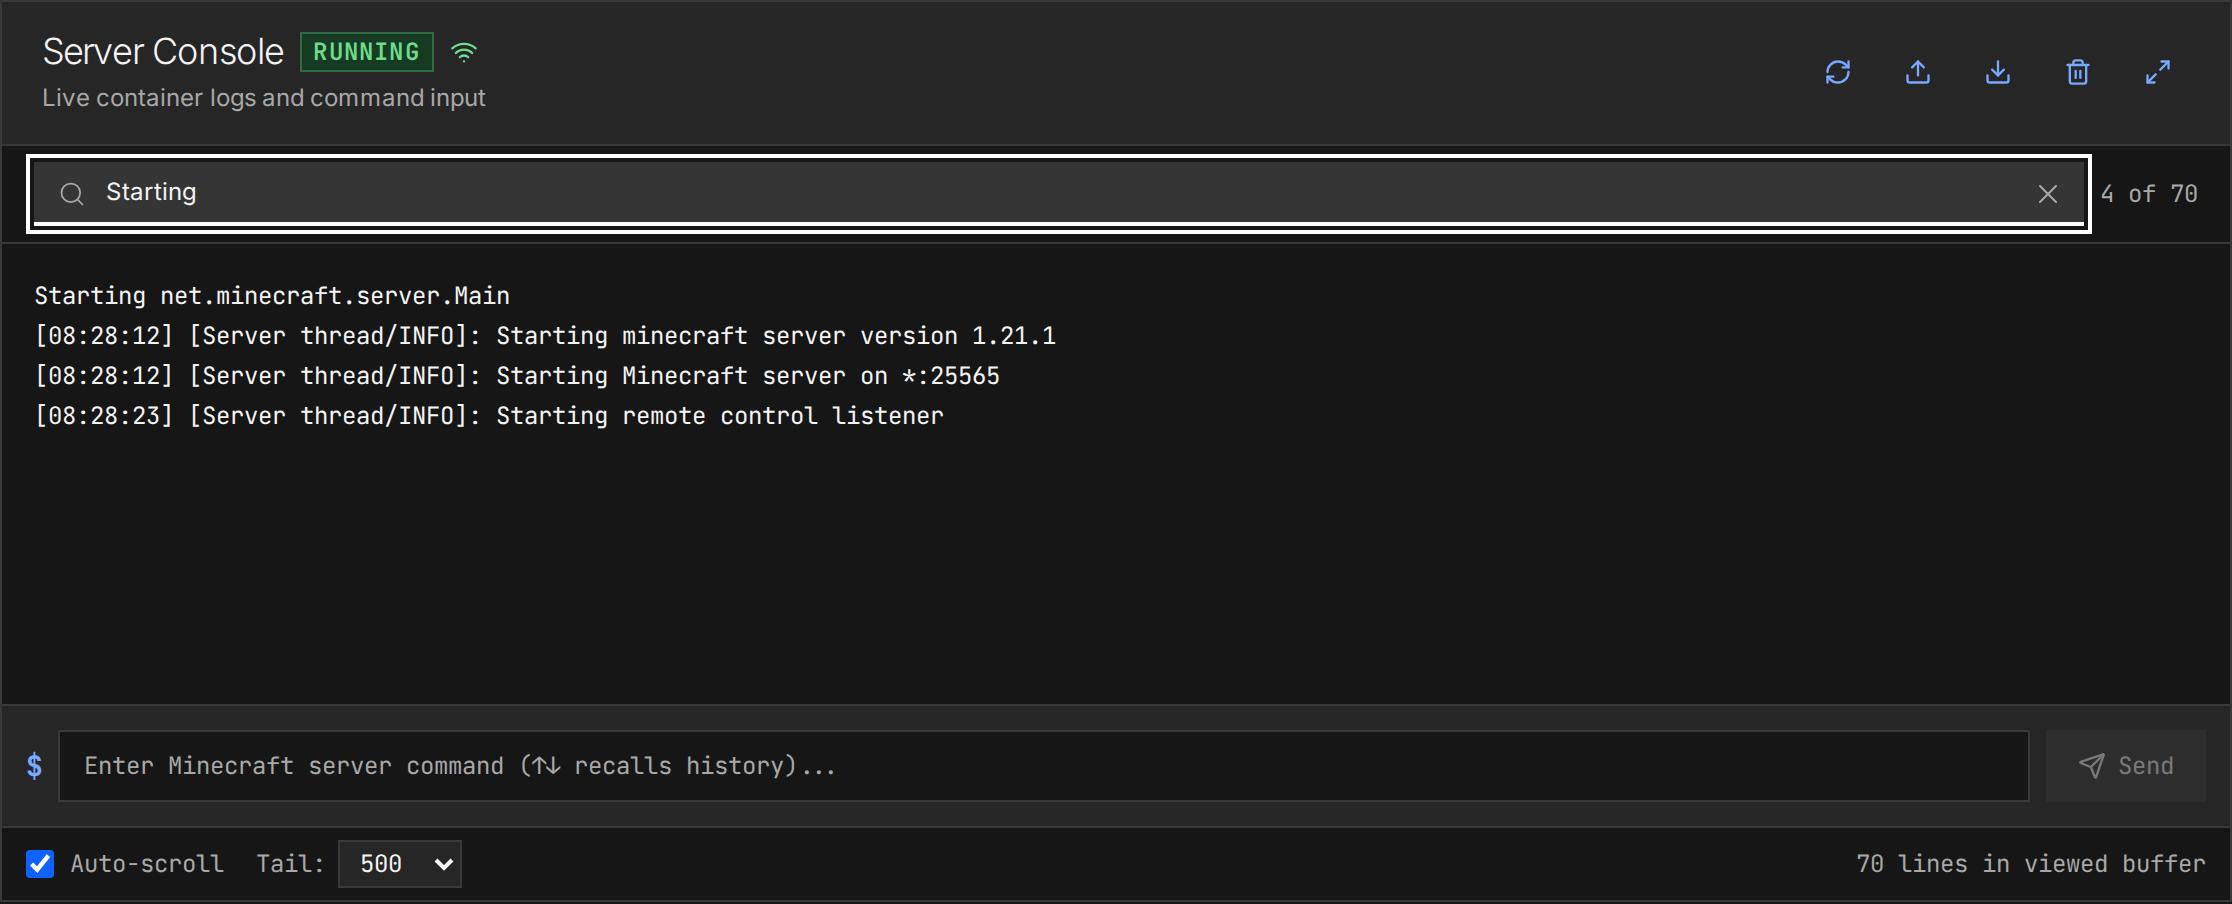 Server Console RUNNING
Live container logs and command input
Starting
4 of 70
Starting net.minecraft.server.Main
[08:28:12] [Server thread/INFO]: Starting minecraft server version 1.21.1
[08:28:12] [Server thread/INFO]: Starting Minecraft server on *:25565
[08:28:23] [Server thread/INFO]: Starting remote control listener
$ Enter Minecraft server command (↑↓ recalls history)... Send
Auto-scroll Tail: 500 70 lines in viewed buffer